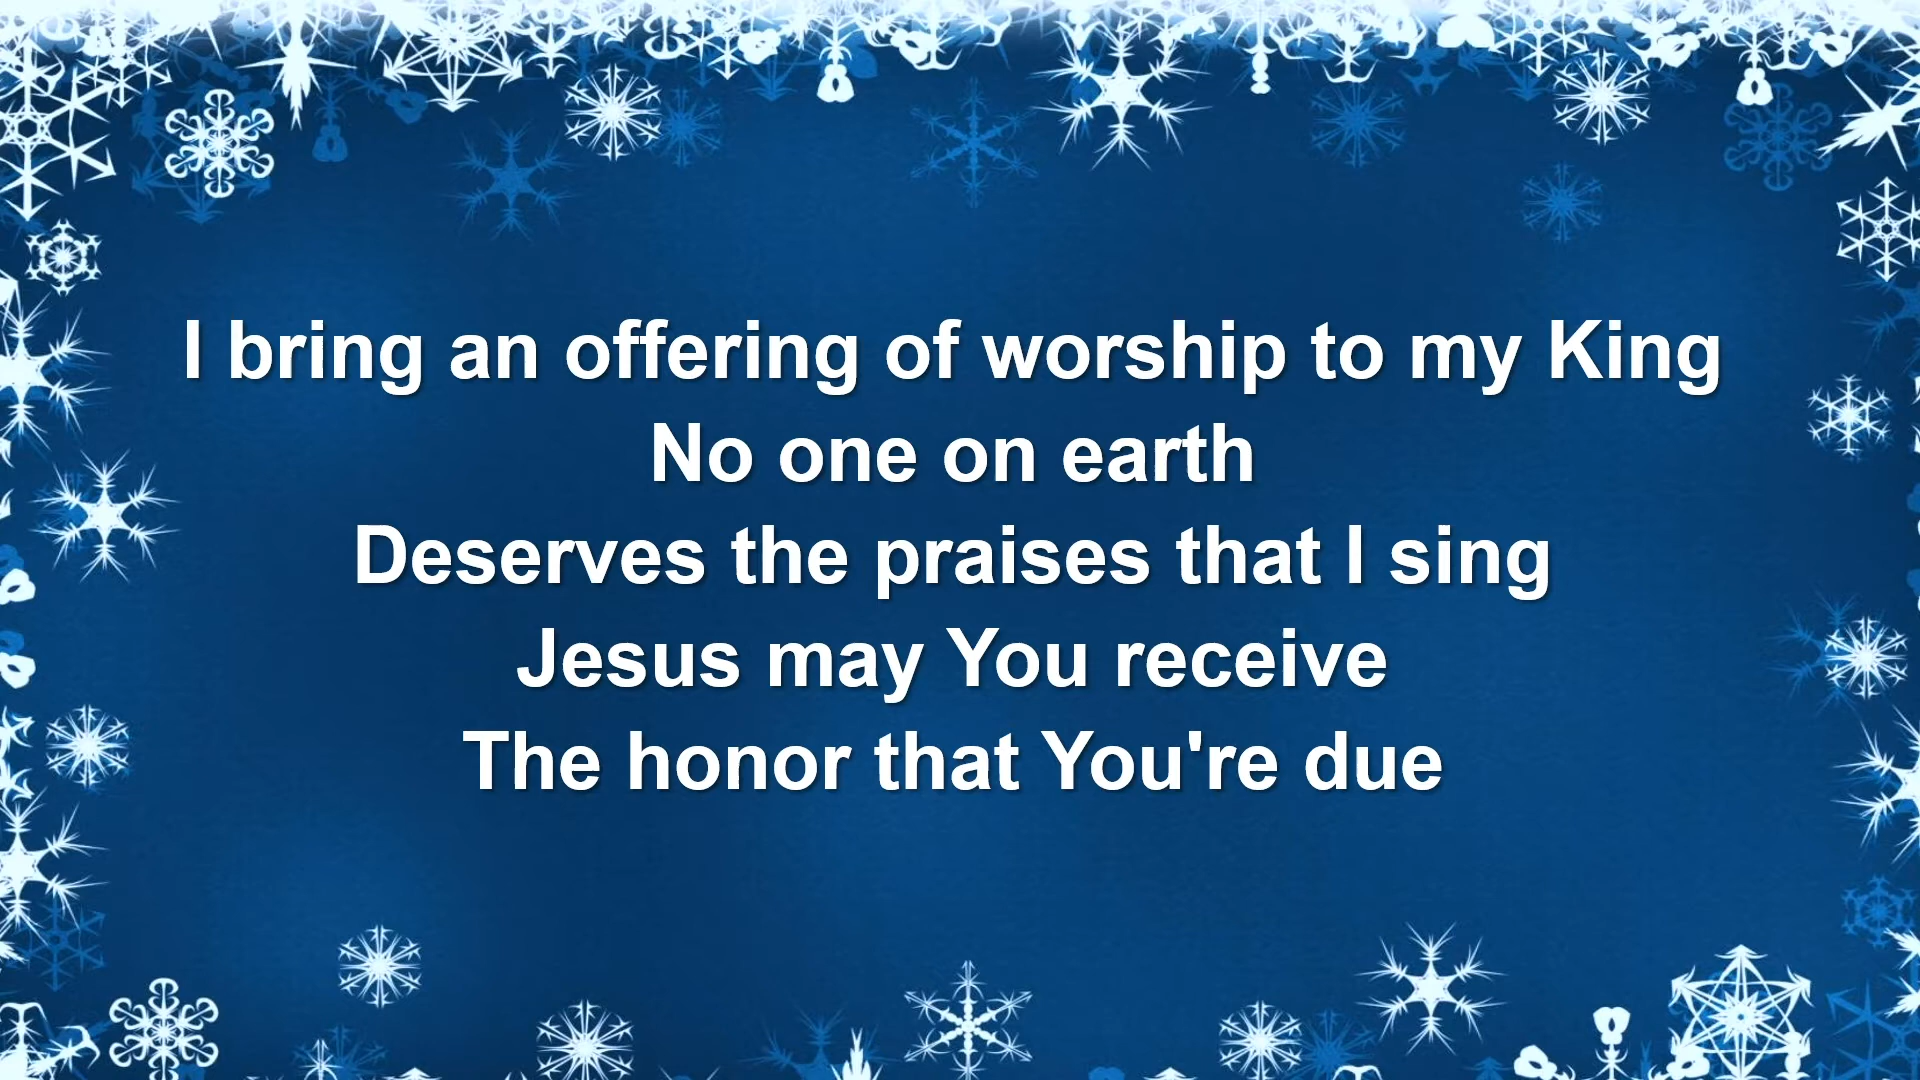 I bring an offering of worship to my King
No one on earth
Deserves the praises that I sing
Jesus may You receive
The honor that You're due